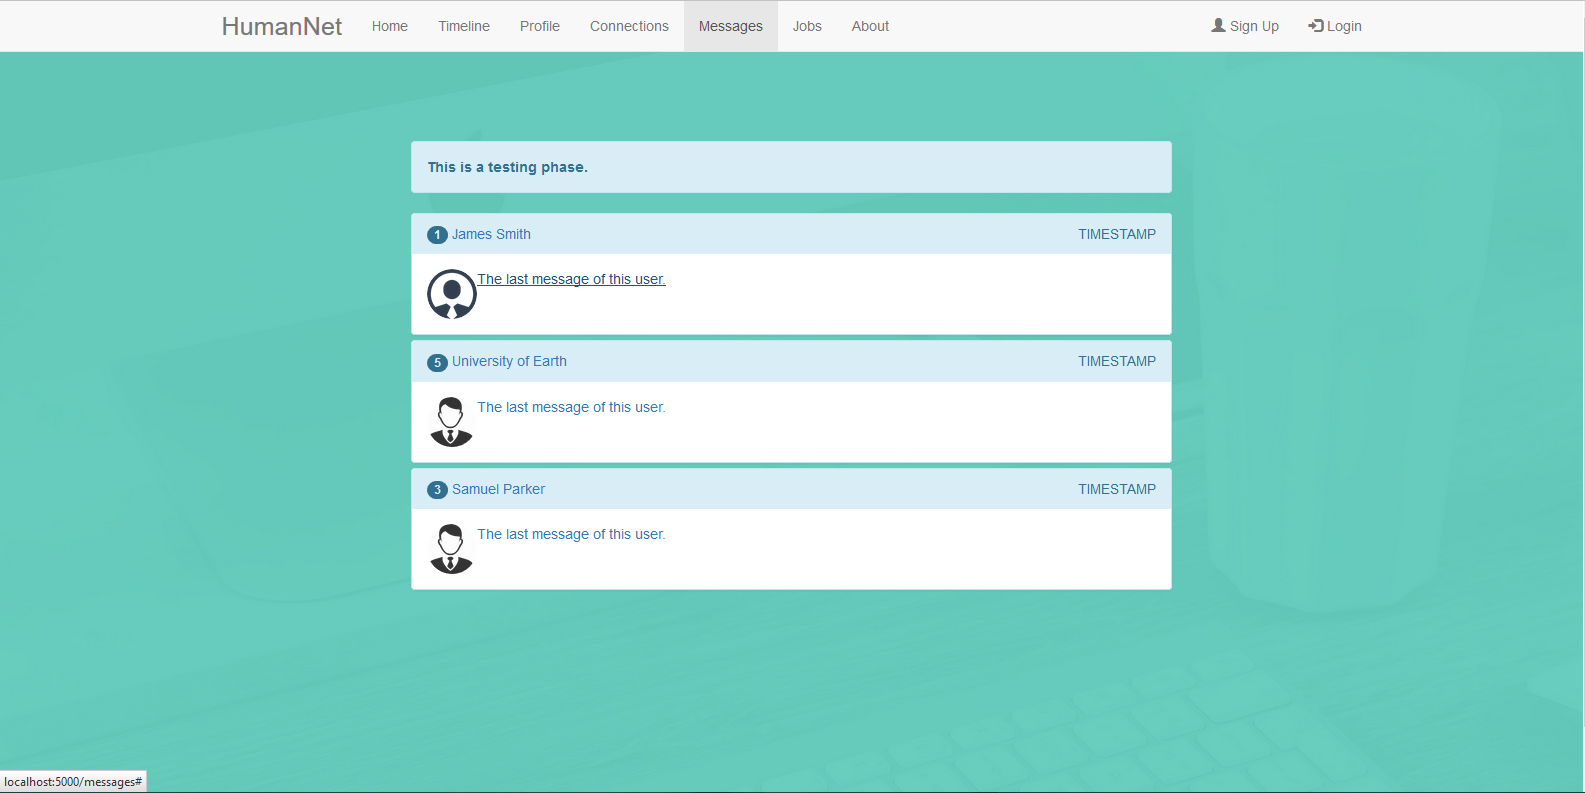 HumanNet Home Timeline Profile Connections Messages Jobs About Sign Up Login
This is a testing phase.
1 James Smith TIMESTAMP
The last message of this user.
5 University of Earth TIMESTAMP
The last message of this user.
3 Samuel Parker TIMESTAMP
The last message of this user.
localhost:5000/messages#